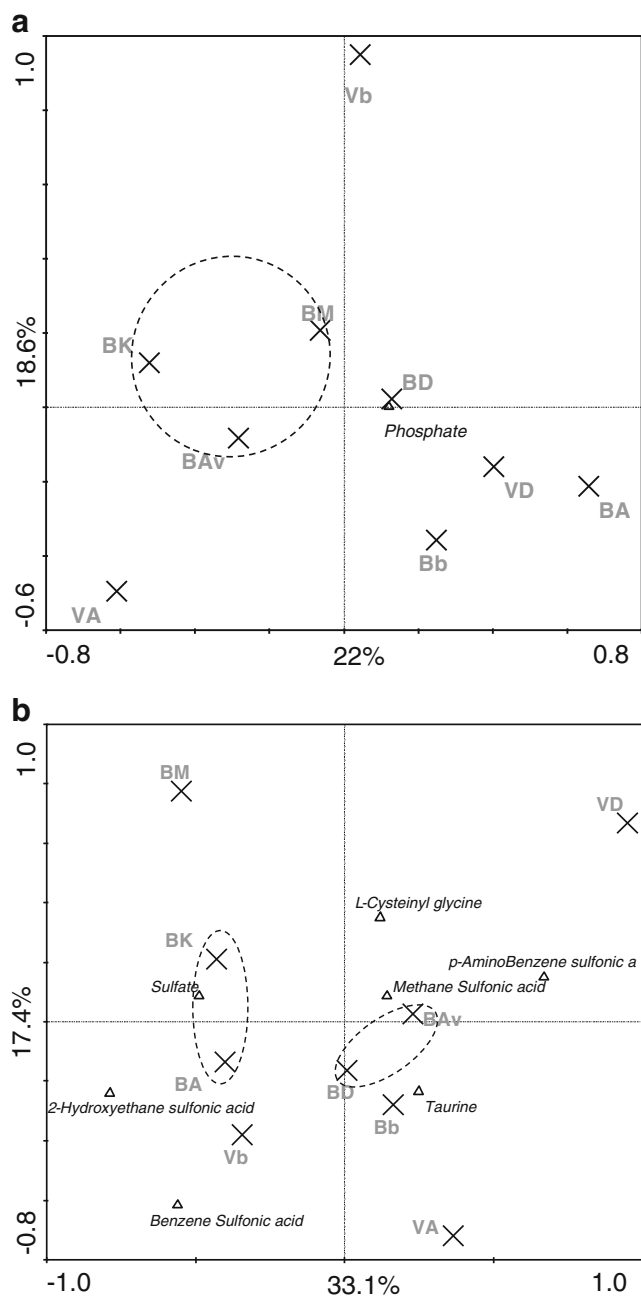 a
1.0
Vb
BM
BK
18.6%
BD
Phosphate
BAv
VD
BA
Bb
VA
-0.6
-0.8
22%
0.8
b
1.0
BM
VD
L-Cysteinyl glycine
BK
p-AminoBenzene sulfonic a
Sulfate
Methane Sulfonic acid
BAv
17.4%
BA
BD
2-Hydroxyethane sulfonic acid
Taurine
Bb
Vb
Benzene Sulfonic acid
VA
-0.8
-1.0
33.1%
1.0